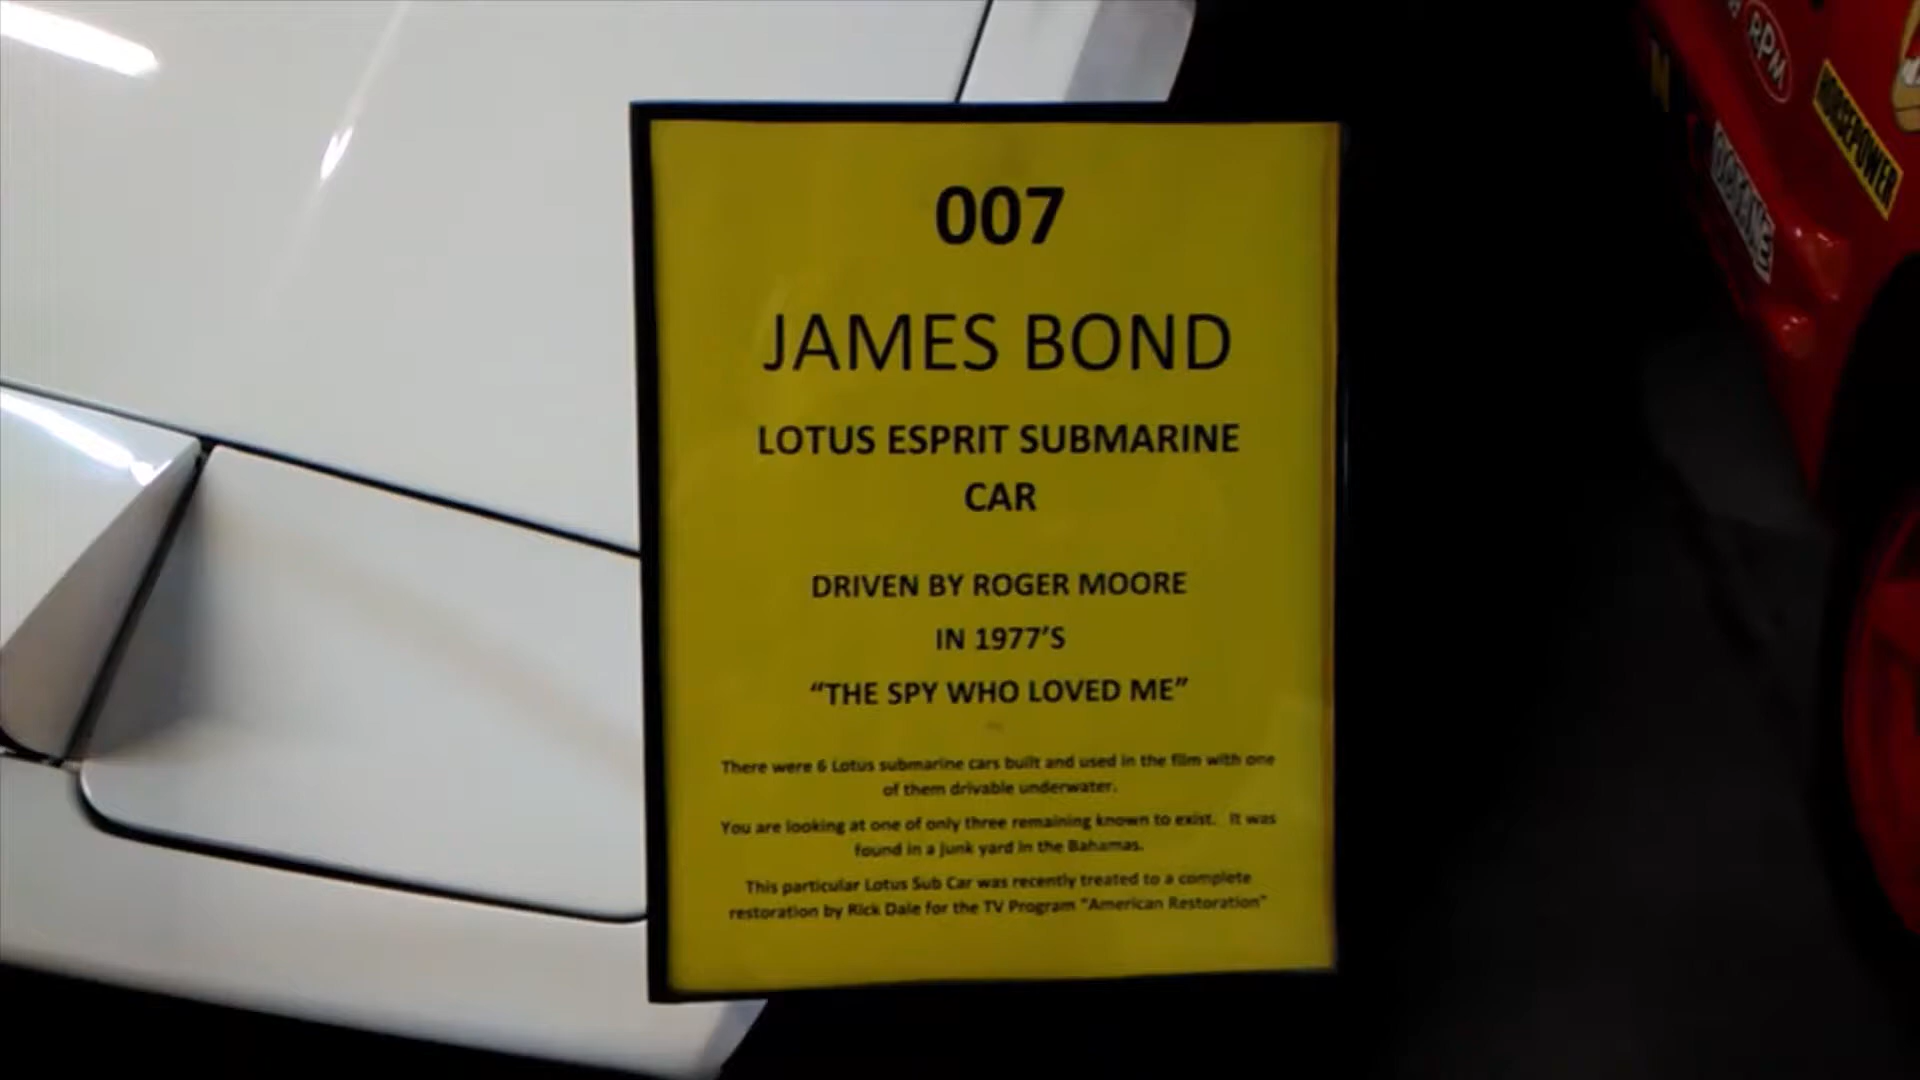 007
JAMES BOND
LOTUS ESPRIT SUBMARINE
CAR
DRIVEN BY ROGER MOORE
IN 1977'S
“THE SPY WHO LOVED ME”
There were 6 Lotus submarine cars built and used in the film with one
of them drivable underwater.
You are looking at one of only three remaining known to exist. It was
found in a junk yard in the Bahamas.
This particular Lotus Sub Car was recently treated to a complete
restoration by Rick Dale for the TV Program "American Restoration"
RPM
HORSEPOWER